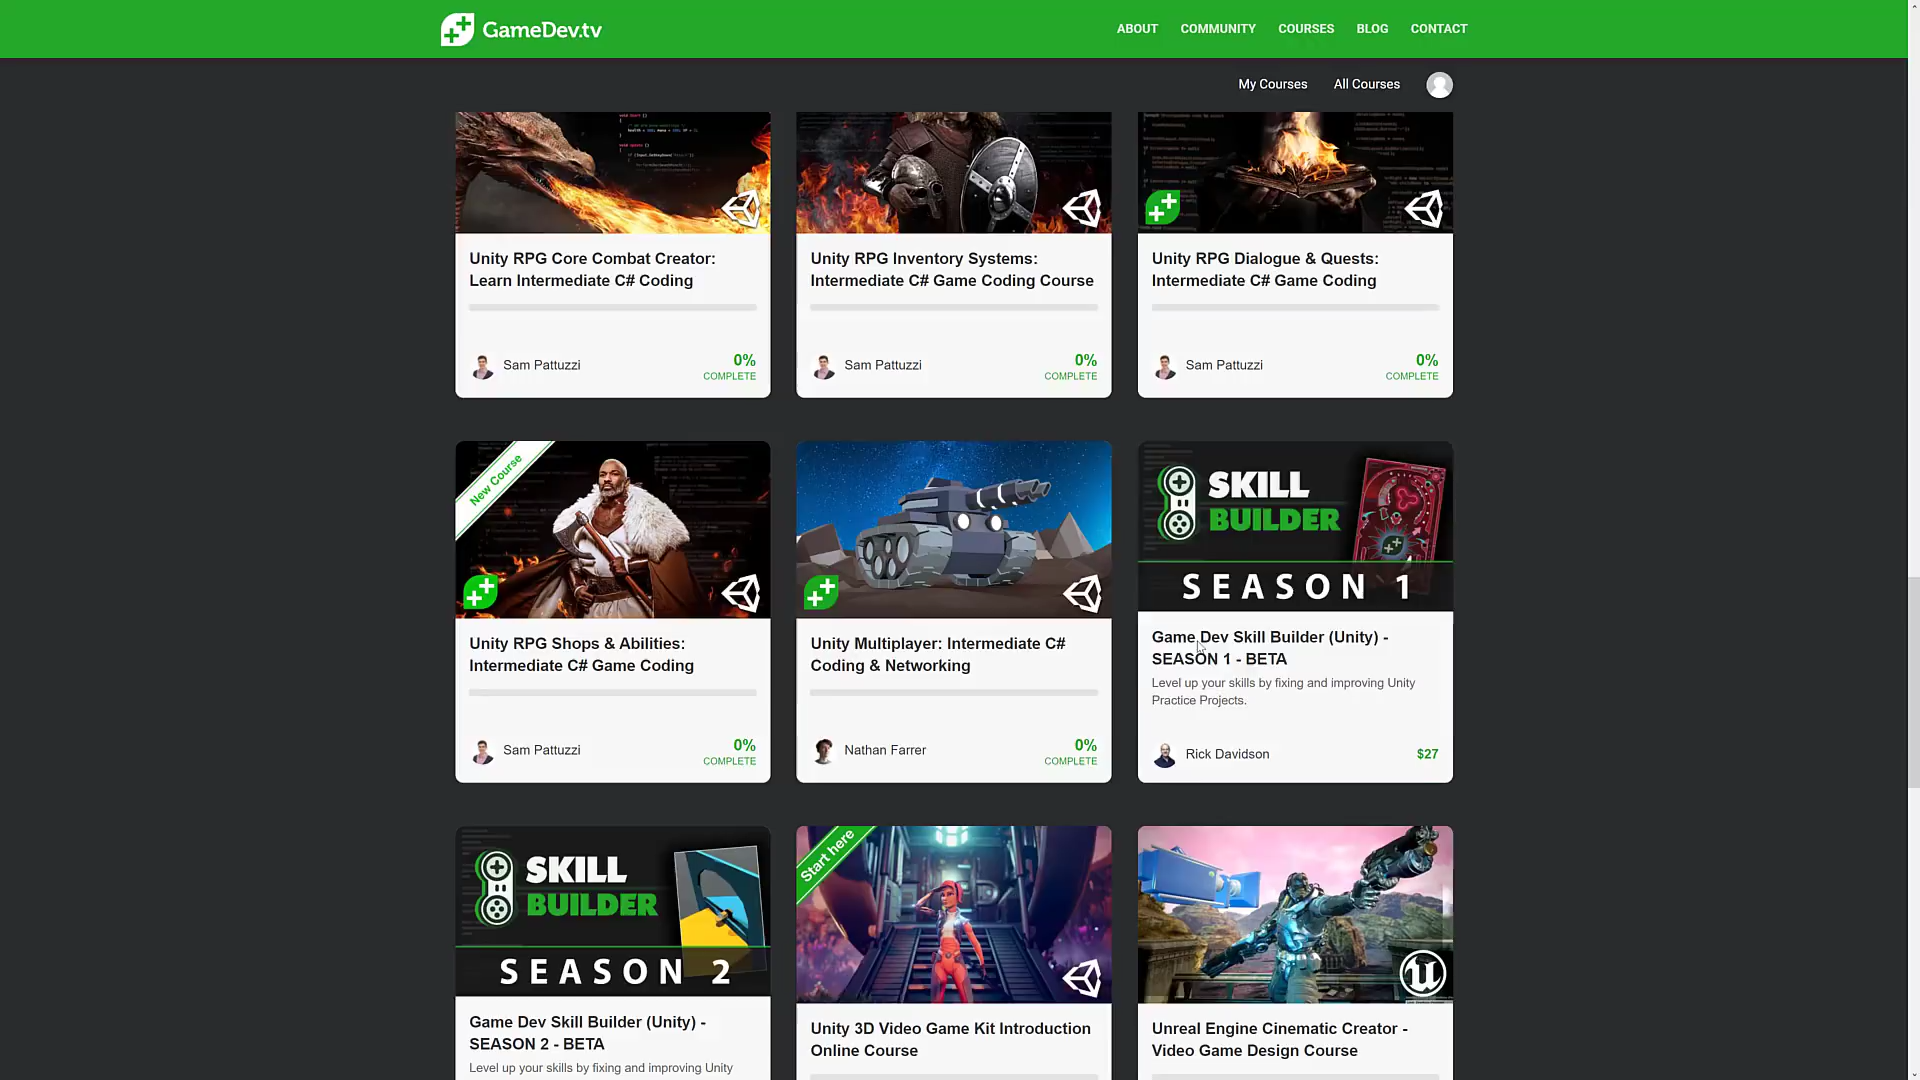 GameDev.tv
ABOUT COMMUNITY COURSES BLOG CONTACT
My Courses All Courses
Unity RPG Core Combat Creator:
Learn Intermediate C# Coding
Sam Pattuzzi
0%
COMPLETE
Unity RPG Inventory Systems:
Intermediate C# Game Coding Course
Sam Pattuzzi
0%
COMPLETE
Unity RPG Dialogue & Quests:
Intermediate C# Game Coding
Sam Pattuzzi
0%
COMPLETE
New Course
Unity RPG Shops & Abilities:
Intermediate C# Game Coding
Sam Pattuzzi
0%
COMPLETE
Unity Multiplayer: Intermediate C#
Coding & Networking
Nathan Farrer
0%
COMPLETE
SKILL
BUILDER
SEASON 1
Game Dev Skill Builder (Unity) -
SEASON 1 - BETA
Level up your skills by fixing and improving Unity
Practice Projects.
Rick Davidson
$27
SKILL
BUILDER
SEASON 2
Game Dev Skill Builder (Unity) -
SEASON 2 - BETA
Level up your skills by fixing and improving Unity
Start here
Unity 3D Video Game Kit Introduction
Online Course
Unreal Engine Cinematic Creator -
Video Game Design Course